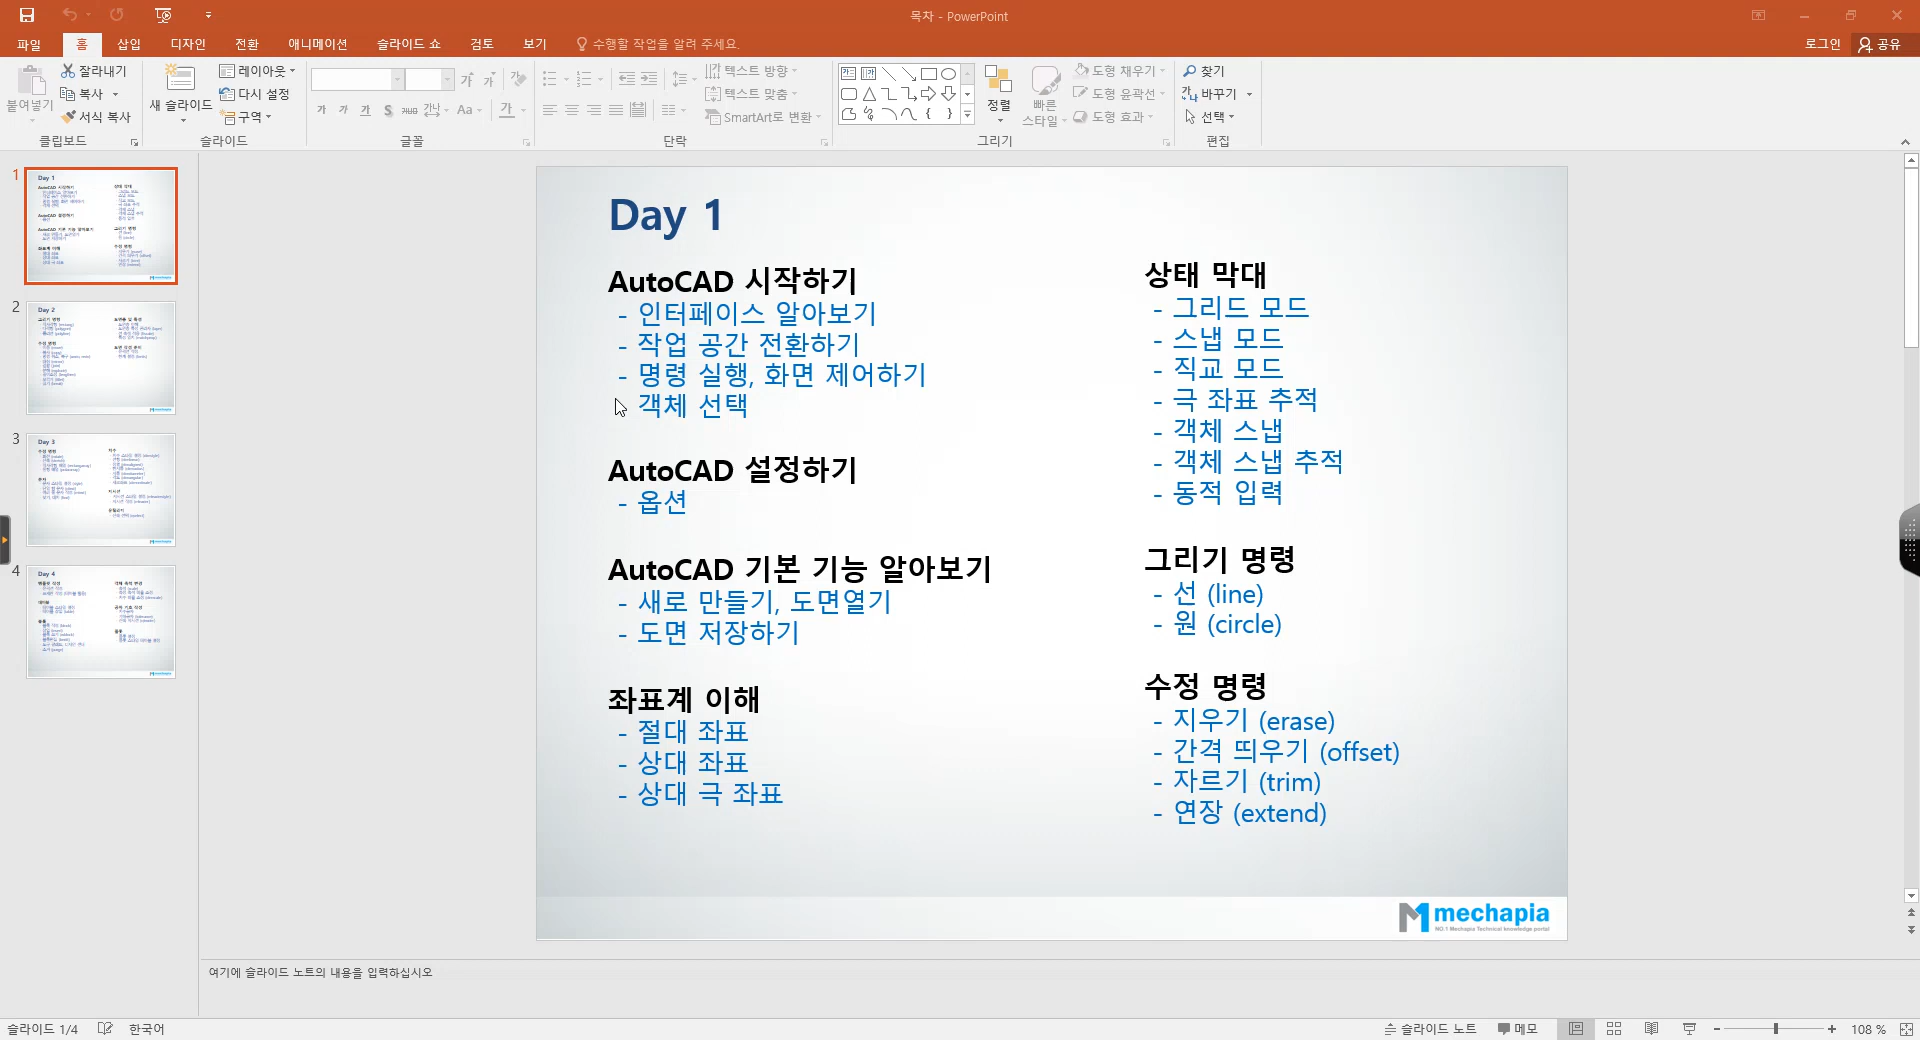 목차 - PowerPoint
파일 홈 삽입 디자인 전환 애니메이션 슬라이드 쇼 검토 보기 수행할 작업을 알려 주세요. 로그인 공유
붙여넣기 잘라내기 복사 서식 복사 클립보드
새 슬라이드 레이아웃 다시 설정 구역 슬라이드
가 가 가 S 간 Aa 가 글꼴
텍스트 방향 텍스트 맞춤 SmartArt로 변환 단락
정렬 빠른 스타일 도형 채우기 도형 윤곽선 도형 효과 그리기
찾기 바꾸기 선택 편집
1
2
3
4
Day 1
AutoCAD 시작하기
- 인터페이스 알아보기
- 작업 공간 전환하기
- 명령 실행, 화면 제어하기
- 객체 선택
AutoCAD 설정하기
- 옵션
AutoCAD 기본 기능 알아보기
- 새로 만들기, 도면열기
- 도면 저장하기
좌표계 이해
- 절대 좌표
- 상대 좌표
- 상대 극 좌표
상태 막대
- 그리드 모드
- 스냅 모드
- 직교 모드
- 극 좌표 추적
- 객체 스냅
- 객체 스냅 추적
- 동적 입력
그리기 명령
- 선 (line)
- 원 (circle)
수정 명령
- 지우기 (erase)
- 간격 띄우기 (offset)
- 자르기 (trim)
- 연장 (extend)
mechapia
NO.1 Mechapia Technical knowledge portal
여기에 슬라이드 노트의 내용을 입력하십시오
슬라이드 1/4 한국어 슬라이드 노트 메모 108 %